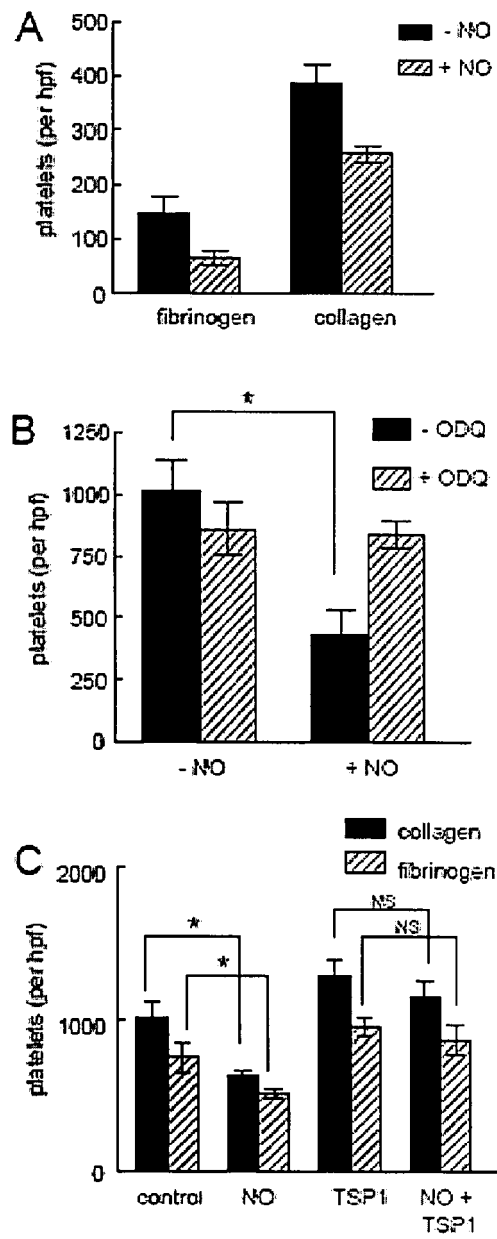 A
platelets (per hpf)
500
400
300
200
100
0
- NO
+ NO
fibrinogen
collagen
B
platelets (per hpf)
1250
1000
750
500
250
0
*
- ODQ
+ ODQ
- NO
+ NO
C
platelets (per hpf)
2000
1000
0
collagen
fibrinogen
*
*
NS
NS
control
NO
TSP1
NO +
TSP1